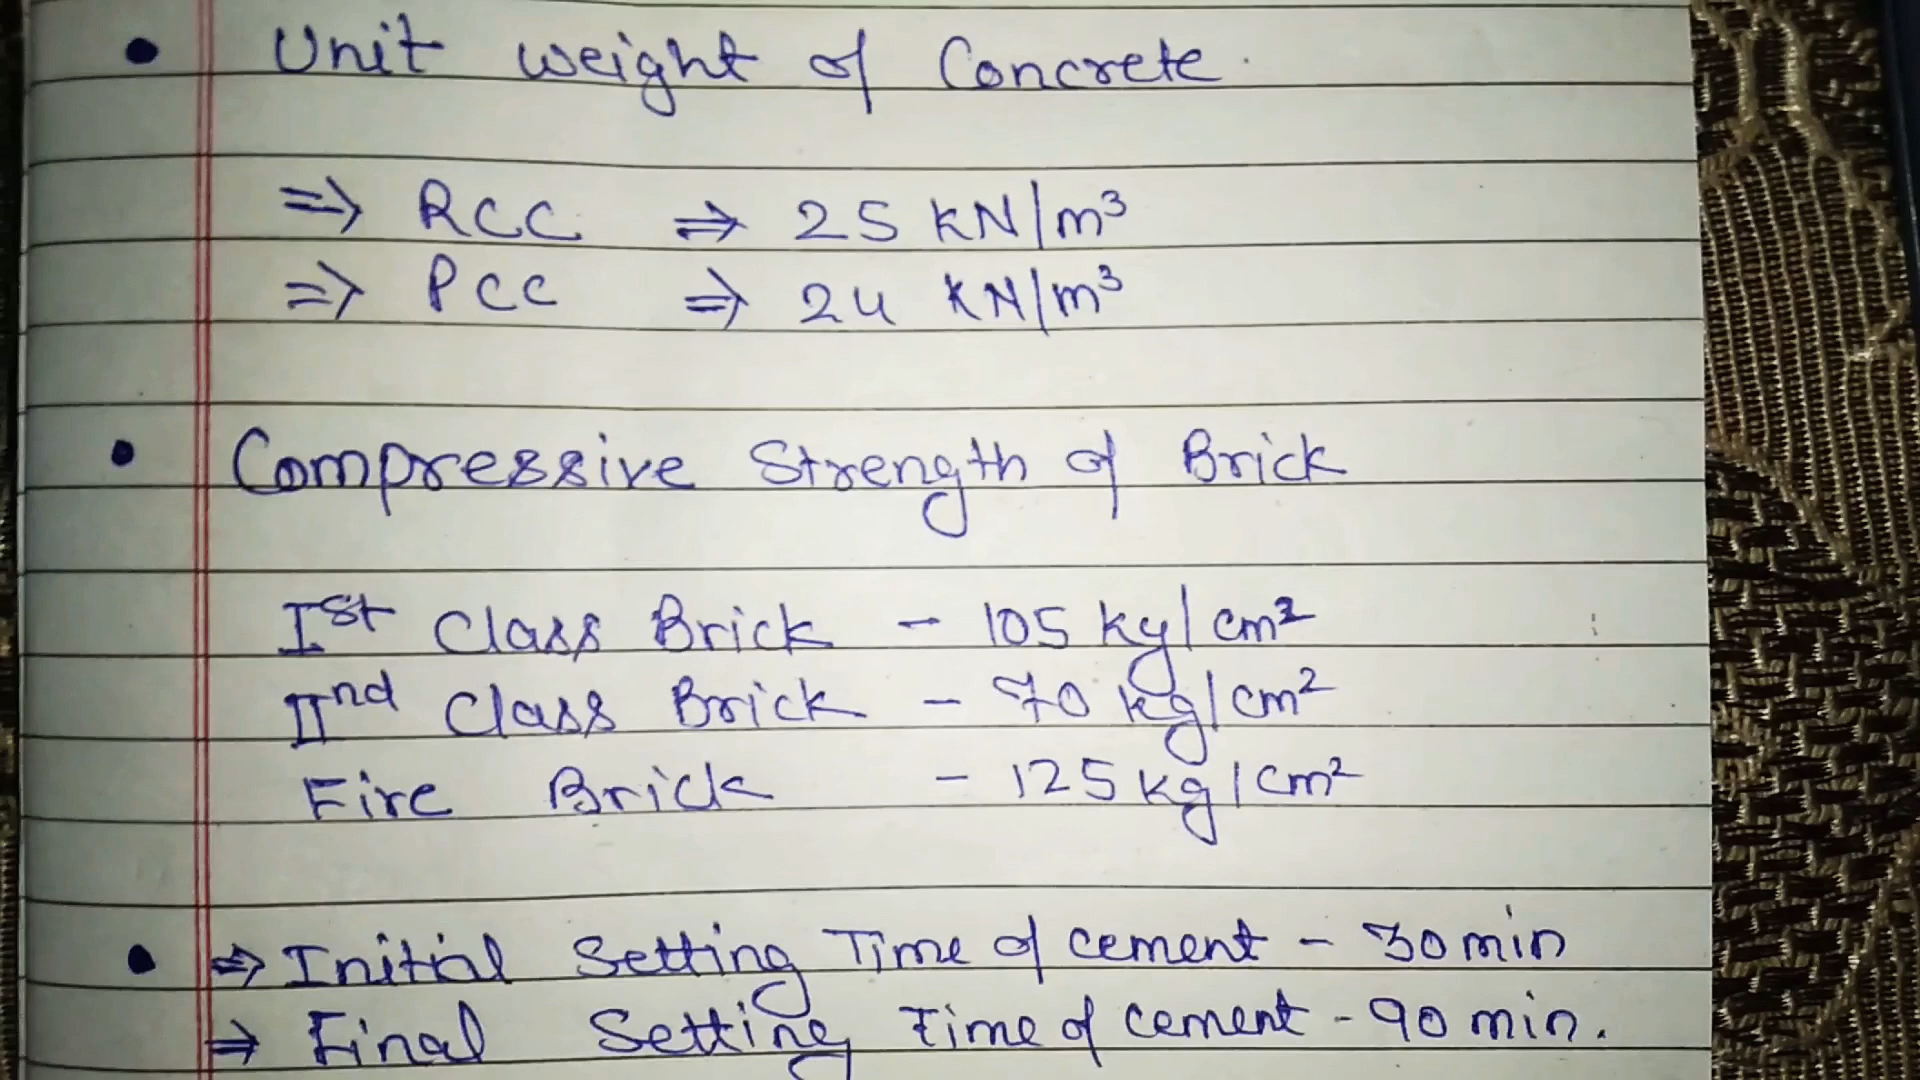 • Unit weight of Concrete.
⇒ RCC ⇒ 25 KN/m³
⇒ PCC ⇒ 24 KN/m³
• Compressive Strength of Brick
Iˢᵗ Class Brick - 105 kg/cm²
IIⁿᵈ Class Brick - 70 kg/cm²
Fire Brick - 125 kg/cm²
• ⇒ Initial Setting Time of cement - 30 min
⇒ Final Setting Time of cement - 90 min.